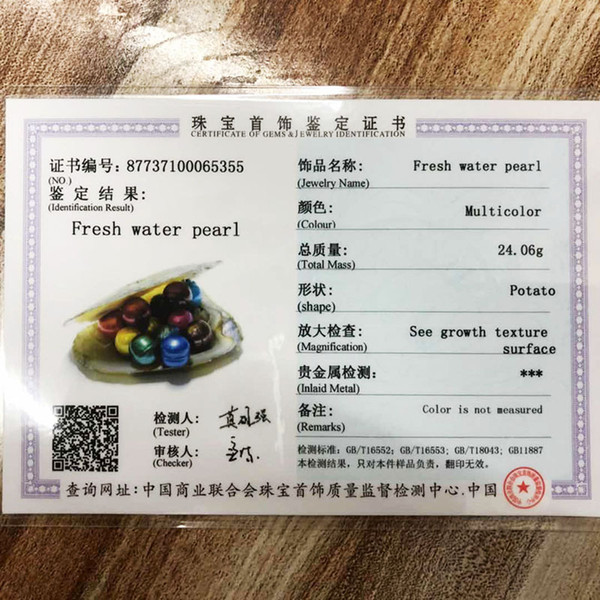 珠宝首饰鉴定证书
CERTIFICATE OF GEMS & JEWELRY IDENTIFICATION
证书编号: 87737100065355
(NO.)
鉴定结果:
(Identification Result)
Fresh water pearl
检测人:
(Tester)
审核人:
(Checker)
饰品名称: Fresh water pearl
(Jewelry Name)
颜色: Multicolor
(Colour)
总质量: 24.06g
(Total Mass)
形状: Potato
(shape)
放大检查: See growth texture
(Magnification) surface
贵金属检测: ***
(Inlaid Metal)
备注: Color is not measured
(Remarks)
检测标准: GB/T16552; GB/T16553; GB/T18043; GB11887
本检测结果, 只对本件样品负责, 翻印无效。
查询网址: 中国商业联合会珠宝首饰质量监督检测中心.中国